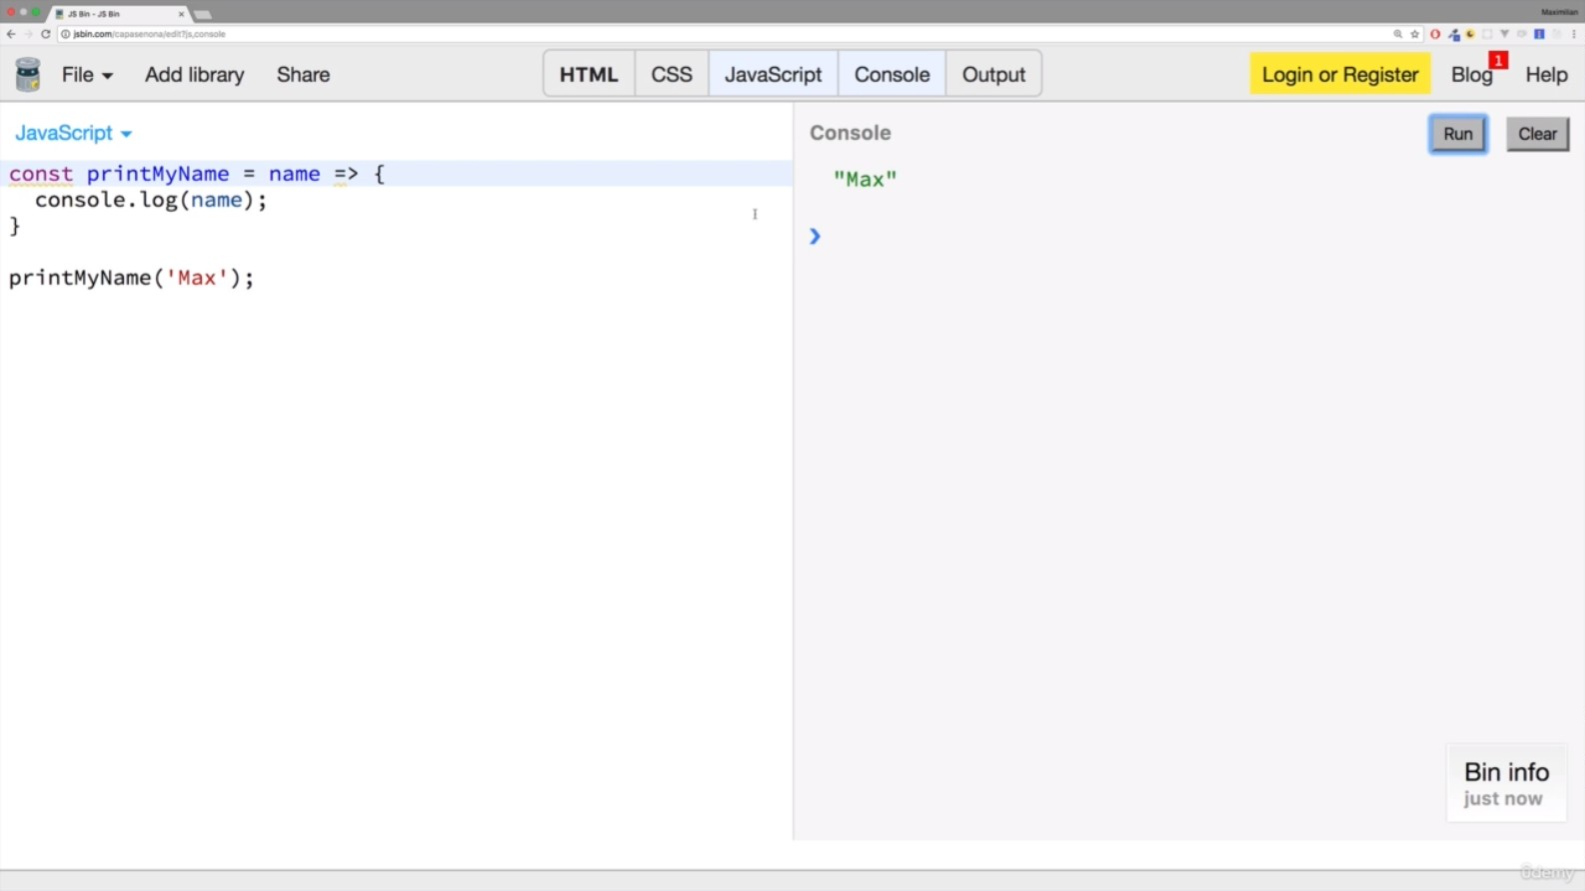 JS Bin - JS Bin
Maximilian
jsbin.com/capasenona/edit?js,console
File
Add library
Share
HTML
CSS
JavaScript
Console
Output
Login or Register
Blog
1
Help
JavaScript
const printMyName = name => {
console.log(name);
}
printMyName('Max');
Console
Run
Clear
"Max"
Bin info
just now
ûdemy